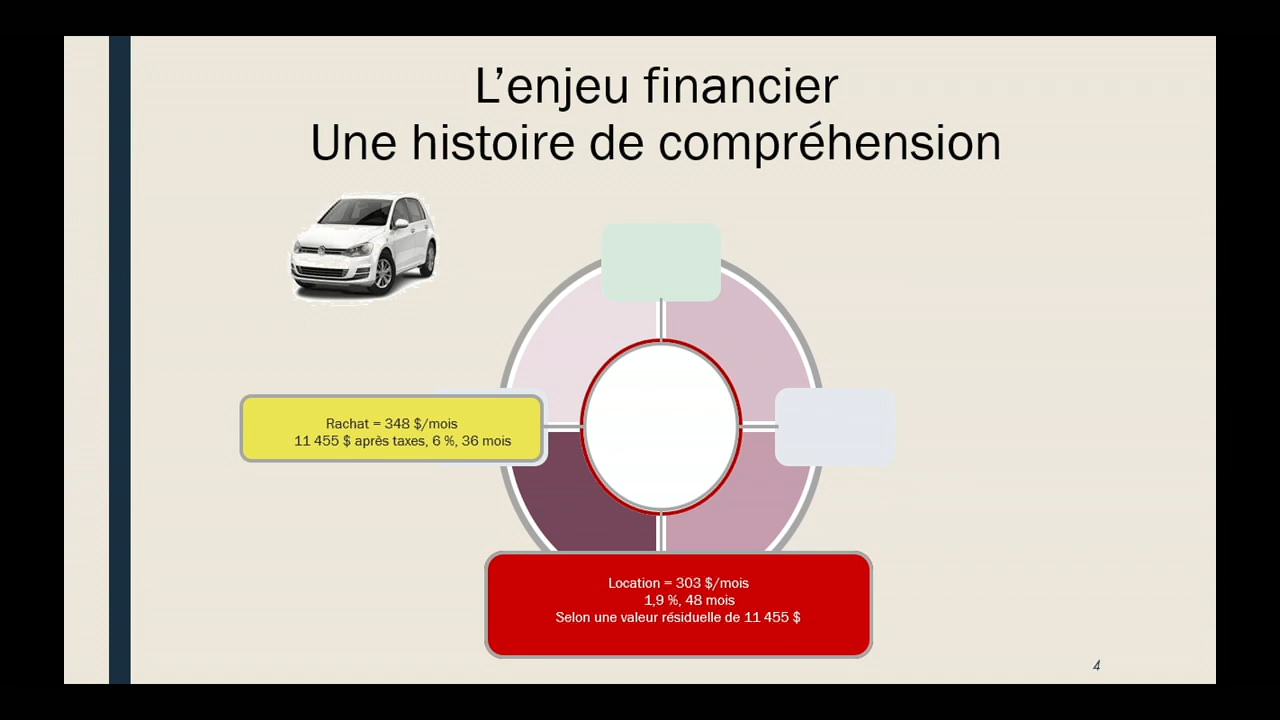 L’enjeu financier
Une histoire de compréhension
Rachat = 348 $/mois
11 455 $ après taxes, 6 %, 36 mois
Location = 303 $/mois
1,9 %, 48 mois
Selon une valeur résiduelle de 11 455 $
4